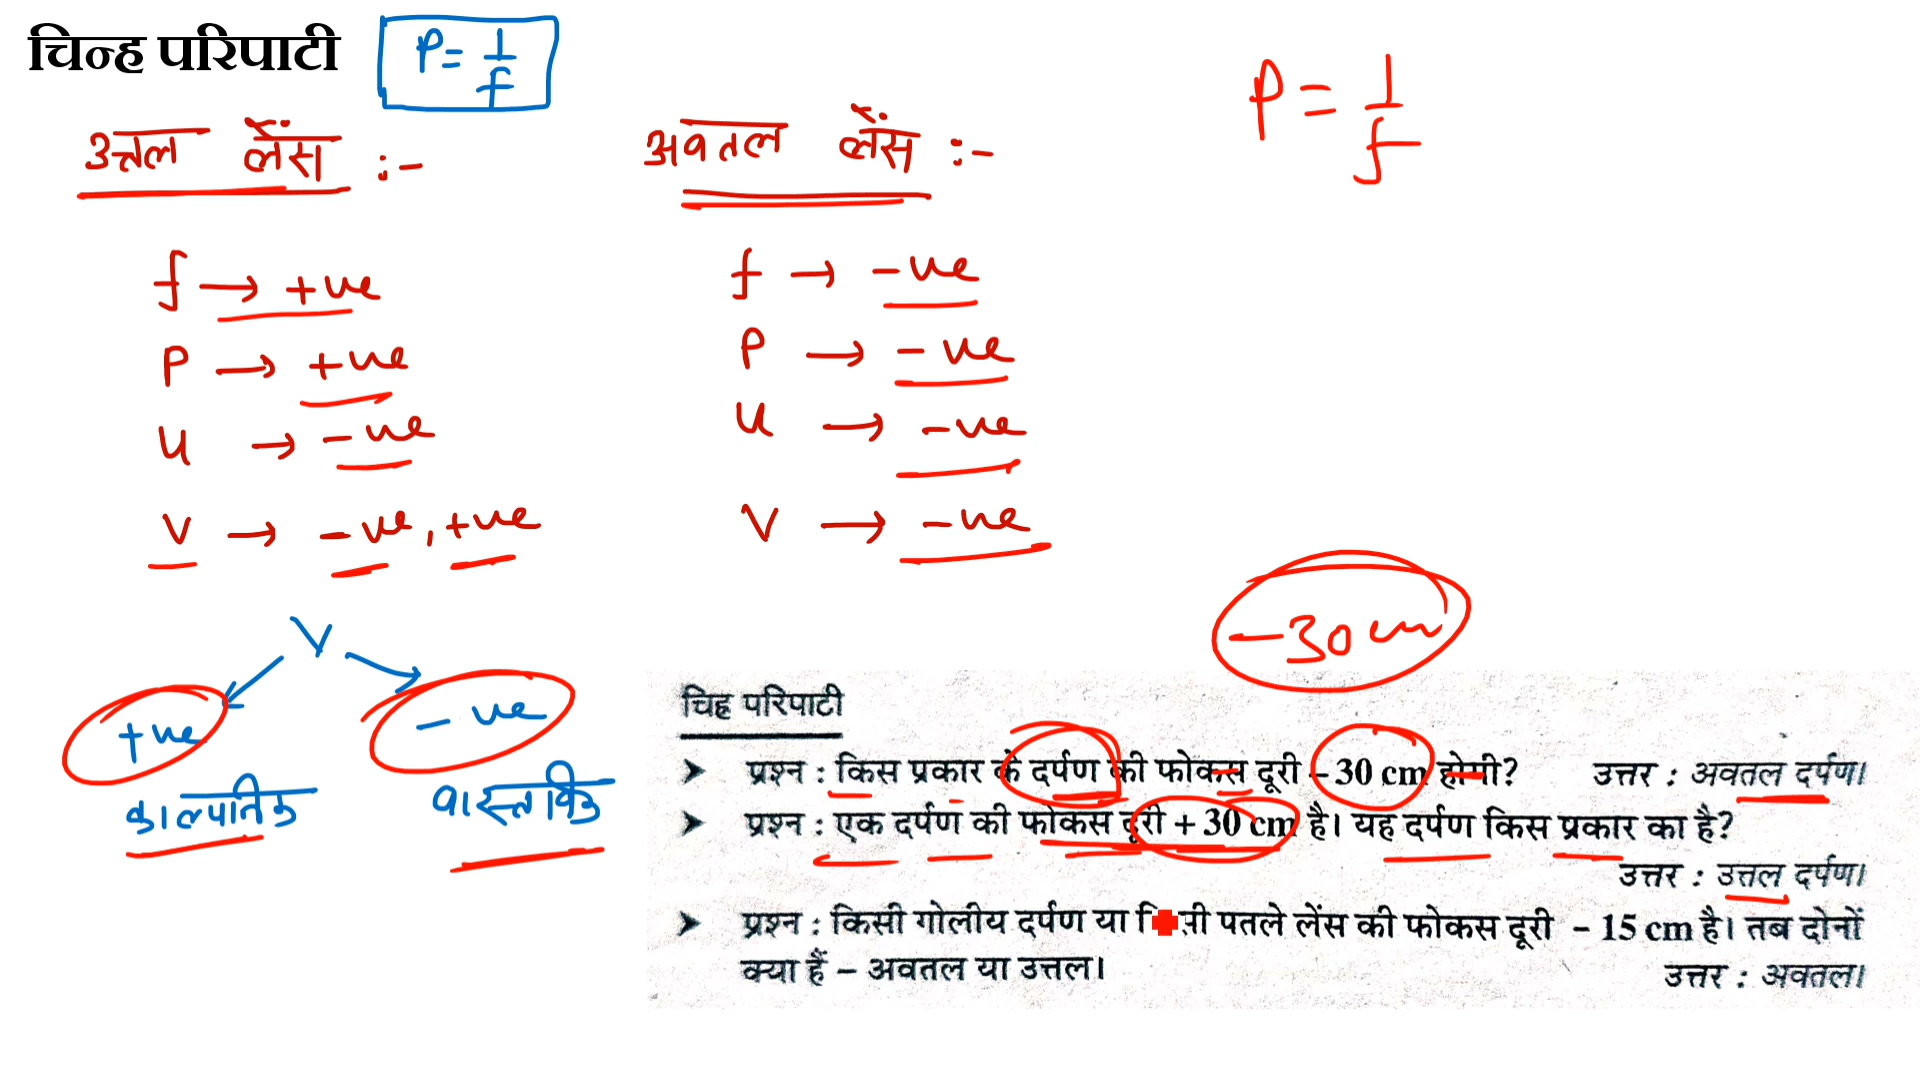 चिन्ह परिपाटी
P = 1/f
P = 1/f
उत्तल लेंस :-
f → +ve
P → +ve
u → -ve
v → -ve, +ve
v
+ve
काल्पनिक
- ve
वास्तविक
अवतल लेंस :-
f → -ve
P → -ve
u → -ve
v → -ve
-30 cm
चिह्न परिपाटी
➤ प्रश्न : किस प्रकार के दर्पण की फोकस दूरी – 30 cm होगी? उत्तर : अवतल दर्पण।
➤ प्रश्न : एक दर्पण की फोकस दूरी + 30 cm है। यह दर्पण किस प्रकार का है?
उत्तर : उत्तल दर्पण।
➤ प्रश्न : किसी गोलीय दर्पण या किसी पतले लेंस की फोकस दूरी – 15 cm है। तब दोनों
क्या हैं – अवतल या उत्तल।
उत्तर : अवतल।